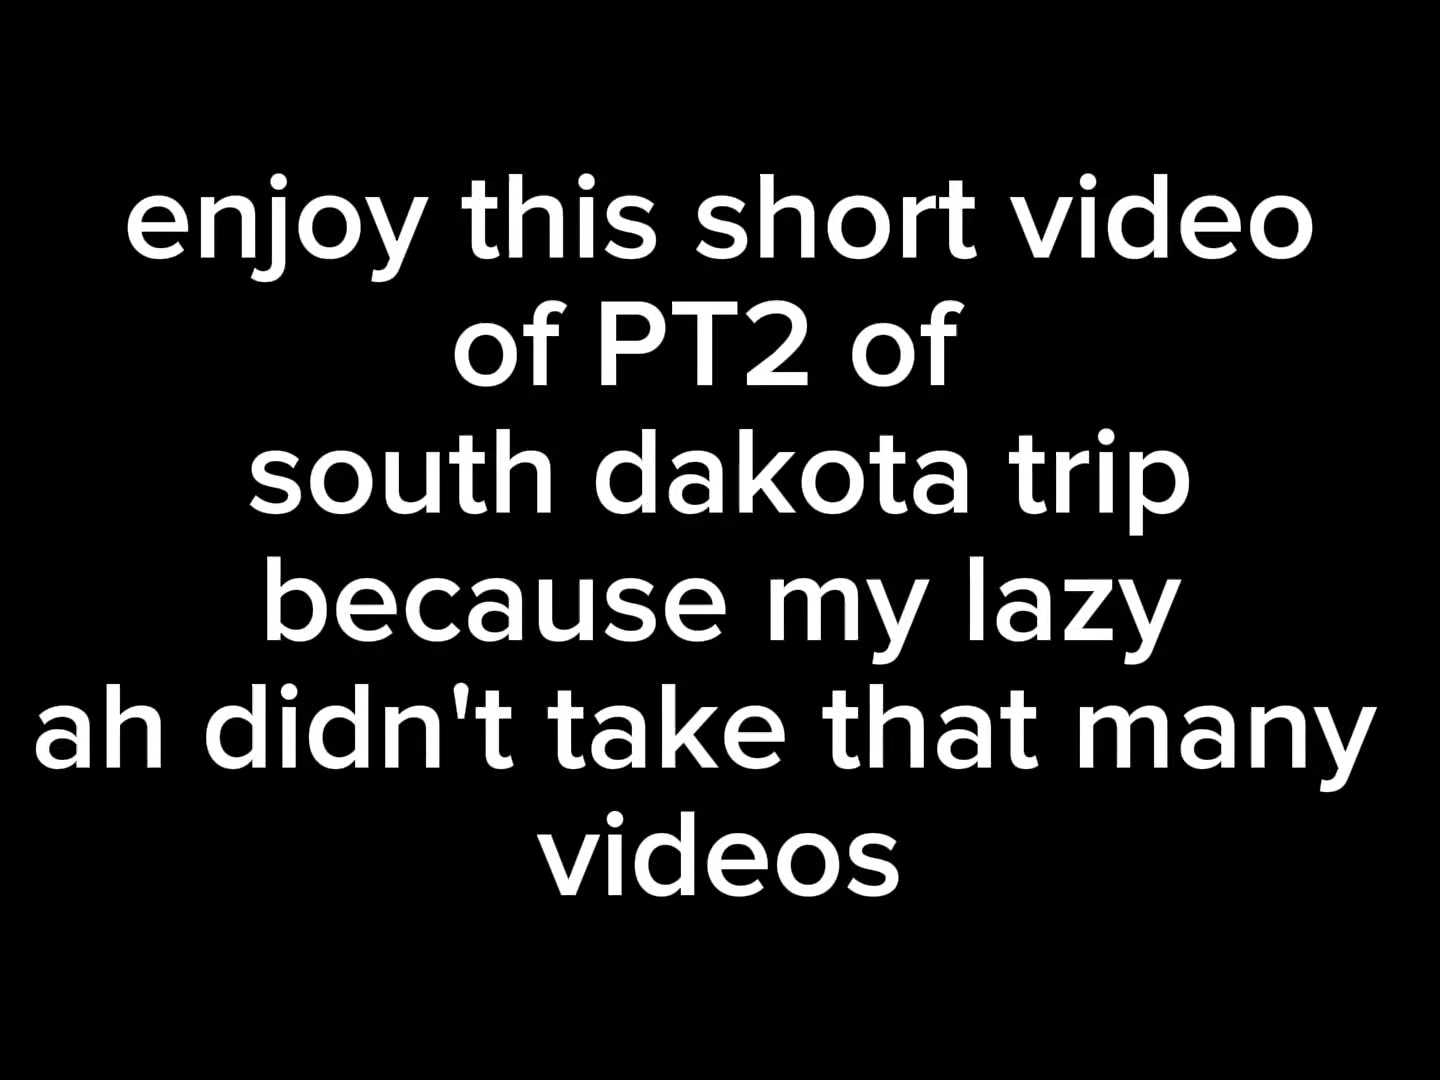 enjoy this short video
of PT2 of
south dakota trip
because my lazy
ah didn't take that many
videos